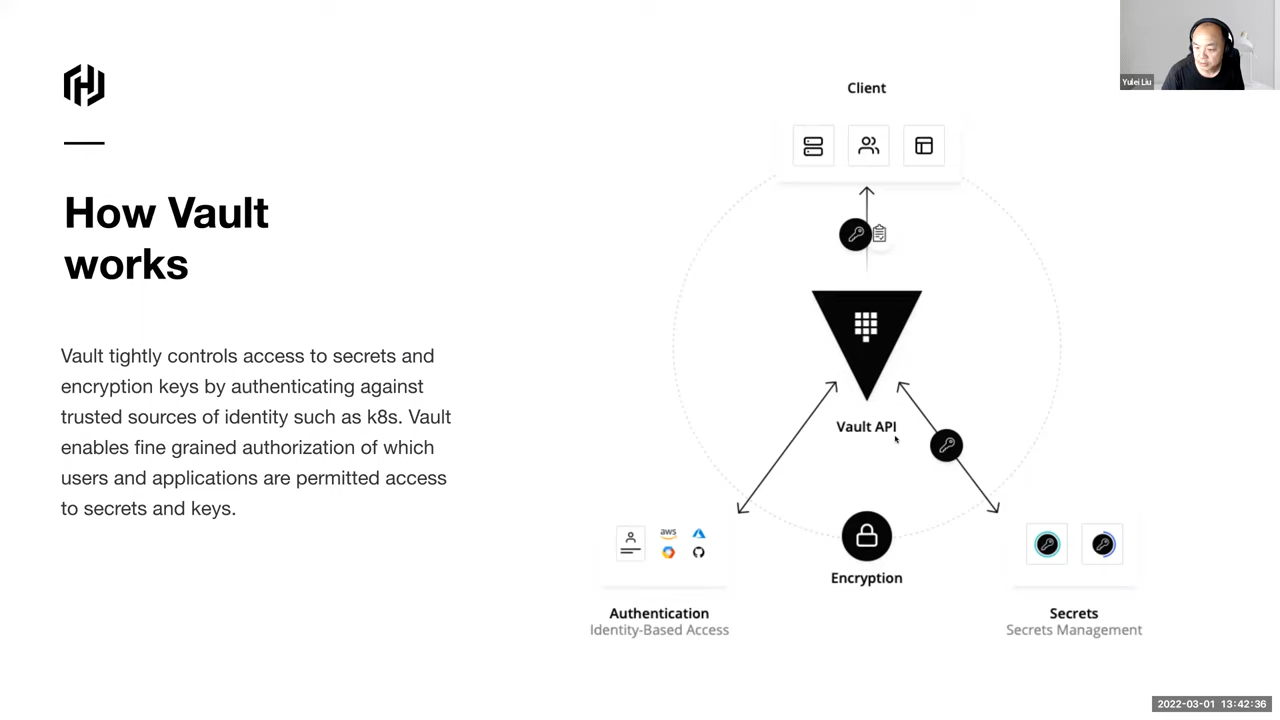 Yulei Liu
How Vault
works
Vault tightly controls access to secrets and
encryption keys by authenticating against
trusted sources of identity such as k8s. Vault
enables fine grained authorization of which
users and applications are permitted access
to secrets and keys.
Client
Vault API
aws
Encryption
Authentication
Identity-Based Access
Secrets
Secrets Management
2022-03-01 13:42:36